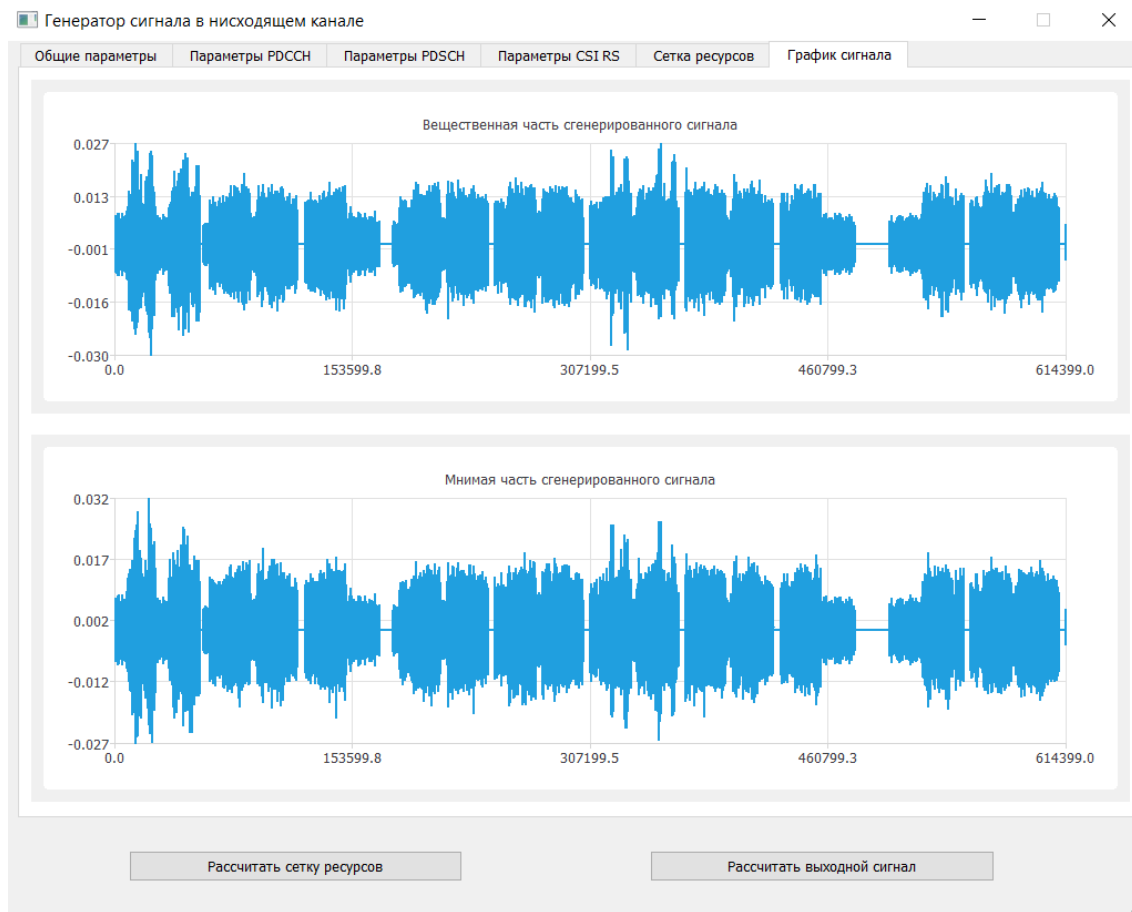 Генератор сигнала в нисходящем канале
Общие параметры Параметры PDCCH Параметры PDSCH Параметры CSI RS Сетка ресурсов График сигнала
Вещественная часть сгенерированного сигнала
0.027
0.013
-0.001
-0.016
-0.030
0.0 153599.8 307199.5 460799.3 614399.0
Мнимая часть сгенерированного сигнала
0.032
0.017
0.002
-0.012
-0.027
0.0 153599.8 307199.5 460799.3 614399.0
Рассчитать сетку ресурсов Рассчитать выходной сигнал